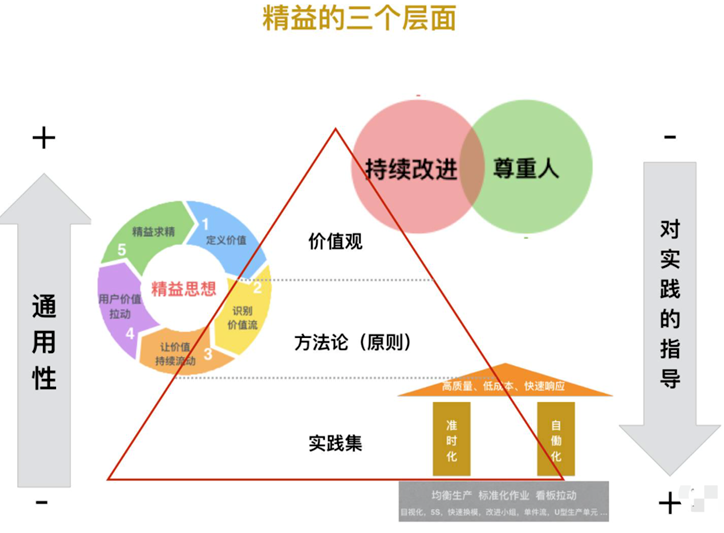 精益的三个层面
+
-
持续改进
尊重人
1
定义价值
2
识别
价值流
3
让价值
持续流动
4
用户价值
拉动
5
精益求精
精益思想
价值观
方法论（原则）
实践集
通用性
-
对实践的指导
+
高质量、低成本、快速响应
准时化
自働化
均衡生产 标准化作业 看板拉动
目视化、5S、快速换模、改进小组、单件流、U型生产单元 ...